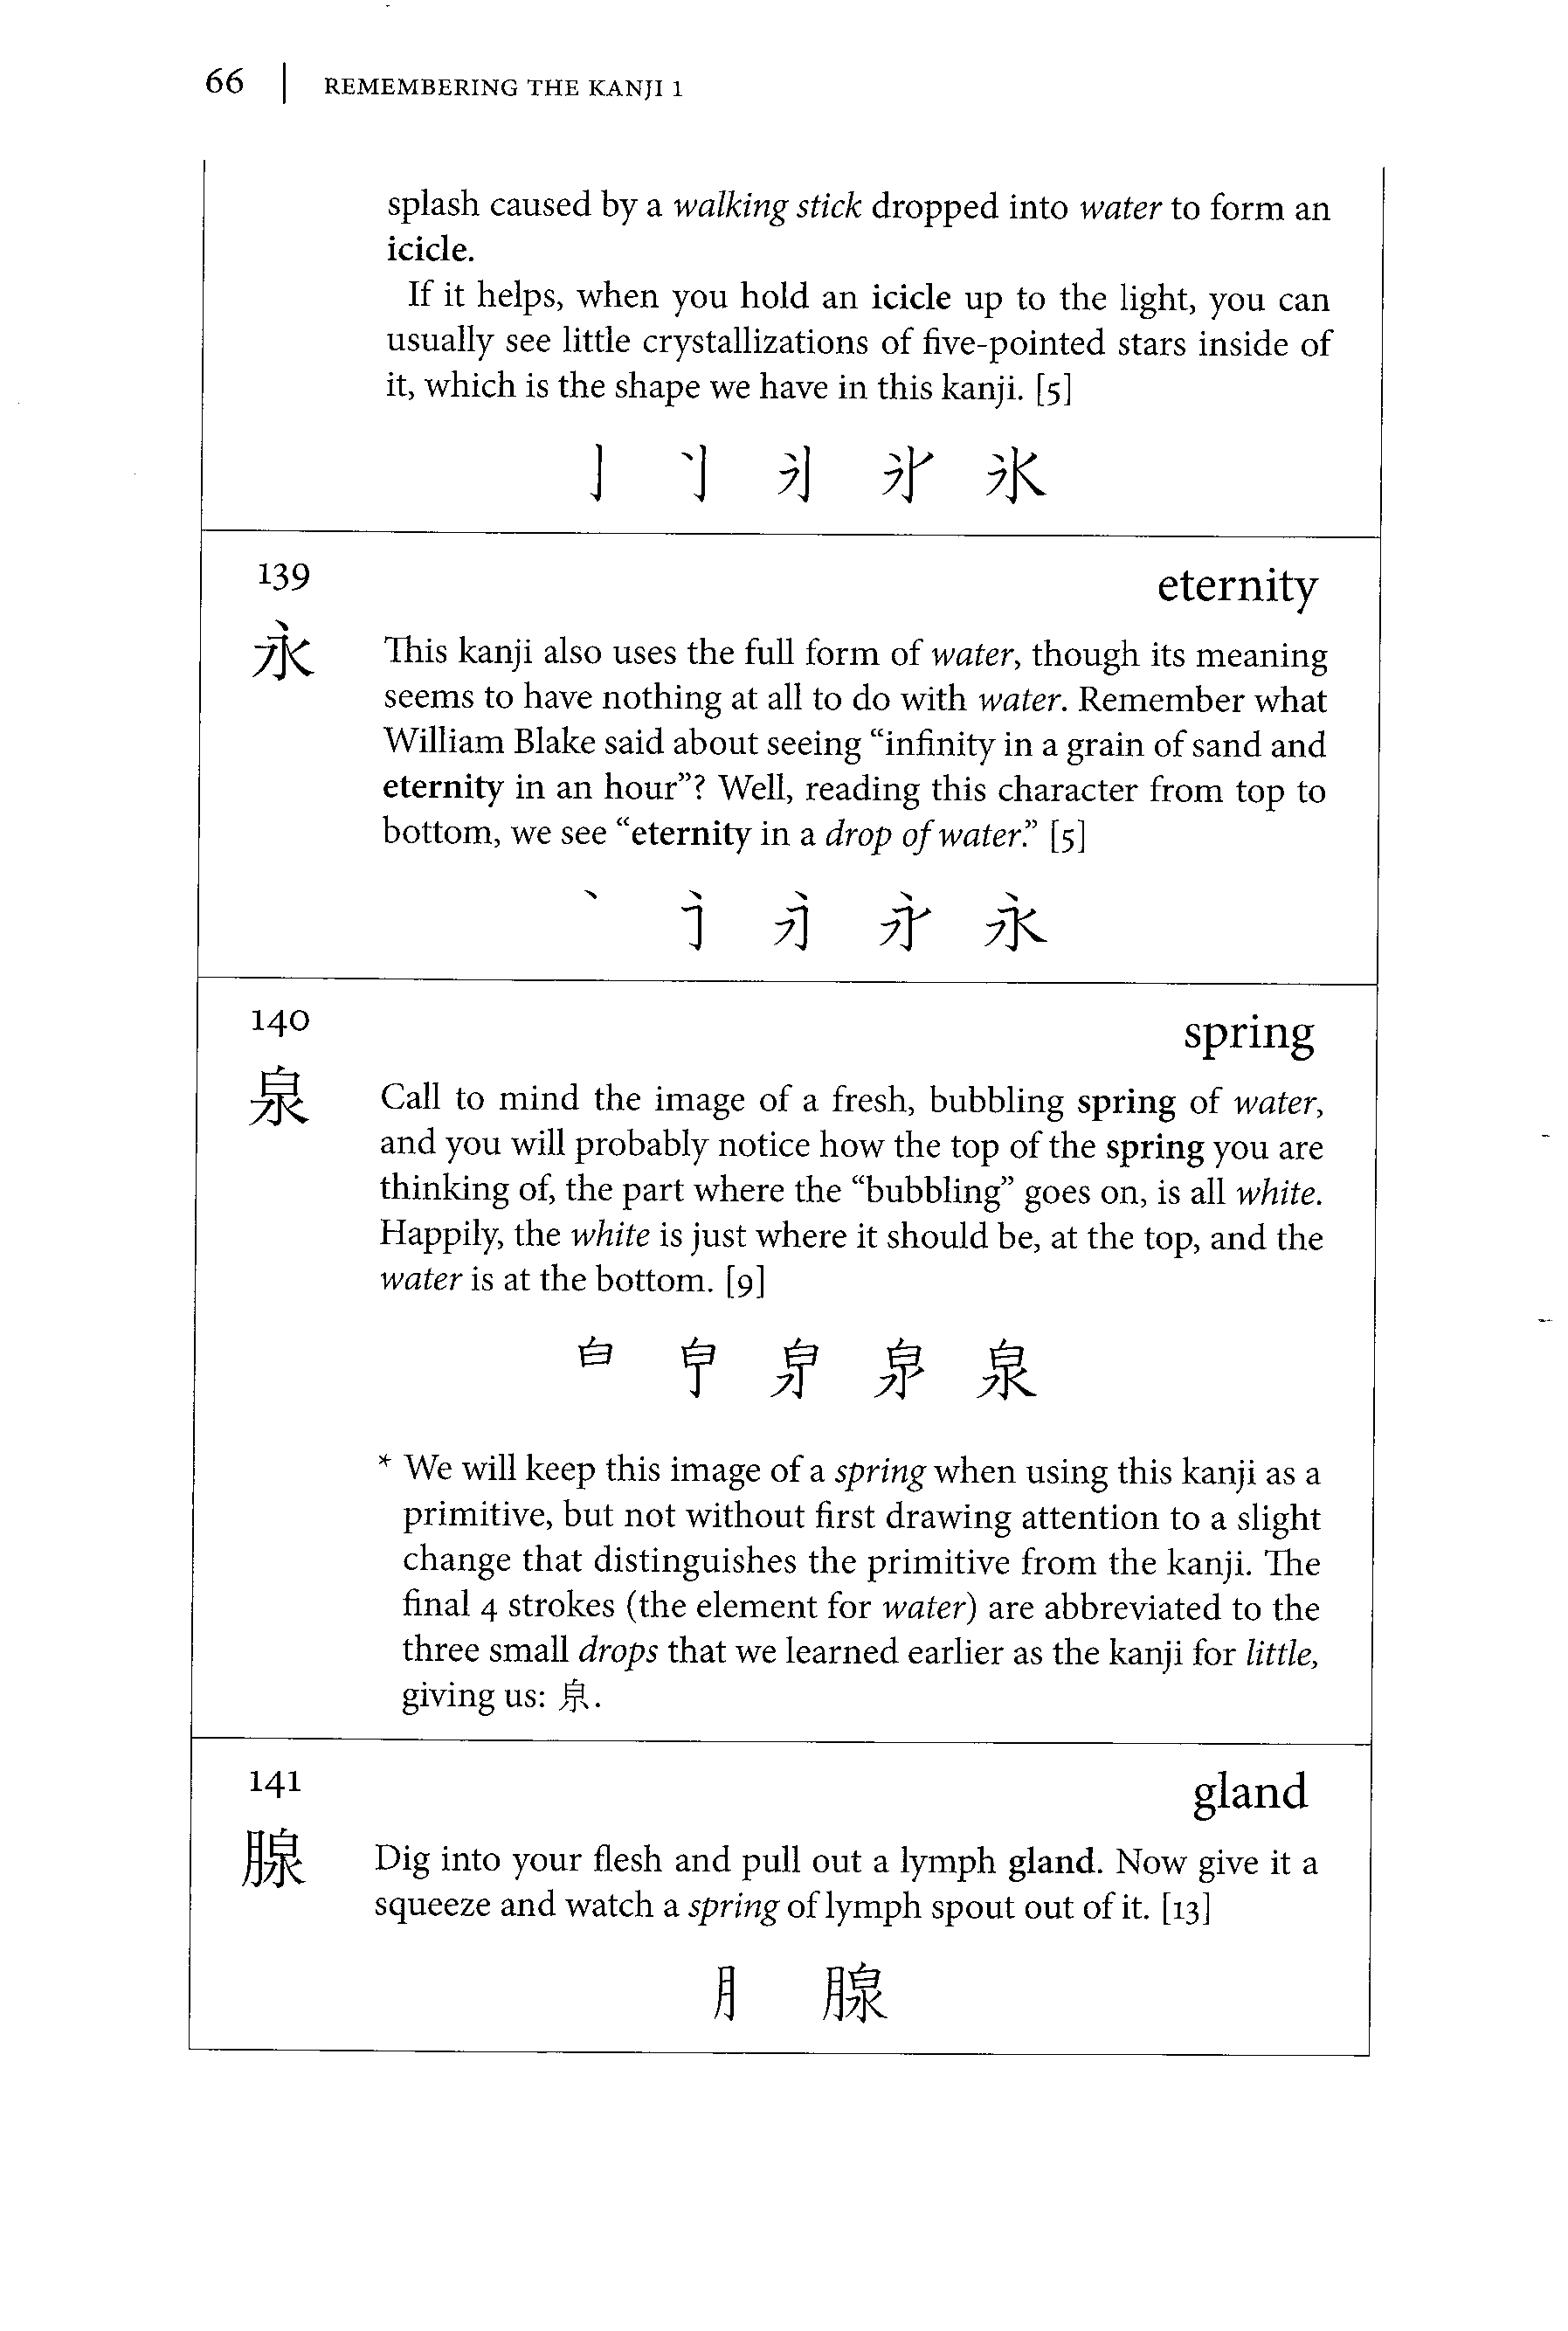 66 | REMEMBERING THE KANJI 1
splash caused by a walking stick dropped into water to form an
icicle.
If it helps, when you hold an icicle up to the light, you can
usually see little crystallizations of five-pointed stars inside of
it, which is the shape we have in this kanji. [5]
亅 氷
139 eternity
永 This kanji also uses the full form of water, though its meaning
seems to have nothing at all to do with water. Remember what
William Blake said about seeing “infinity in a grain of sand and
eternity in an hour”? Well, reading this character from top to
bottom, we see “eternity in a drop of water.” [5]
丶 永
140 spring
泉 Call to mind the image of a fresh, bubbling spring of water,
and you will probably notice how the top of the spring you are
thinking of, the part where the “bubbling” goes on, is all white.
Happily, the white is just where it should be, at the top, and the
water is at the bottom. [9]
白 泉
* We will keep this image of a spring when using this kanji as a
primitive, but not without first drawing attention to a slight
change that distinguishes the primitive from the kanji. The
final 4 strokes (the element for water) are abbreviated to the
three small drops that we learned earlier as the kanji for little,
giving us: .
141 gland
腺 Dig into your flesh and pull out a lymph gland. Now give it a
squeeze and watch a spring of lymph spout out of it. [13]
月 腺